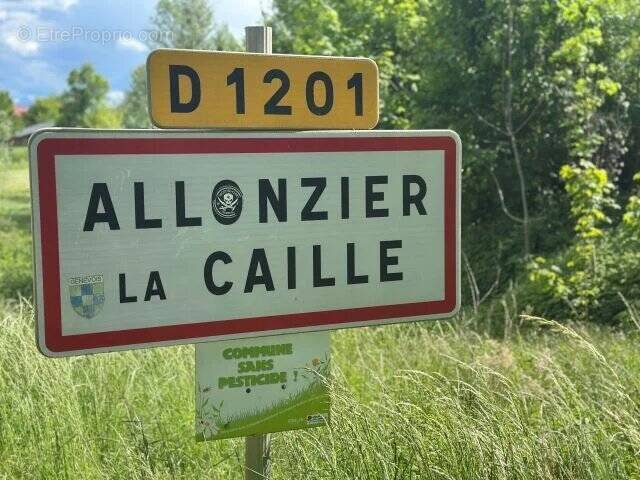 © EtreProprio.com
D 1201
ALLONZIER
LA CAILLE
GENEVOIS
COMMUNE
SANS
PESTICIDE !